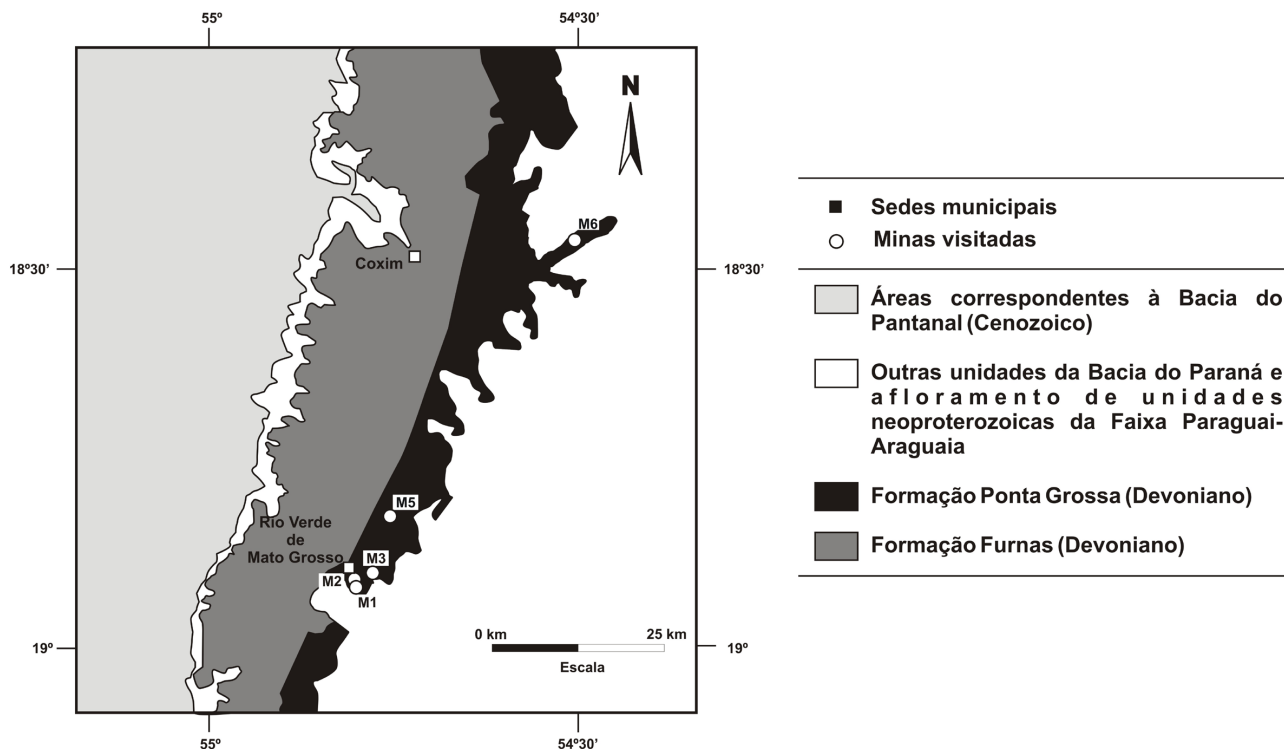 55º
54º30’
N
M6
18º30’
18º30’
Coxim
M5
Rio Verde
de
Mato Grosso
M3
M2
M1
0 km
25 km
Escala
19º
19º
55º
54º30’
Sedes municipais
Minas visitadas
Áreas correspondentes à Bacia do
Pantanal (Cenozoico)
Outras unidades da Bacia do Paraná e
afloramento de unidades
neoproterozoicas da Faixa Paraguai-
Araguaia
Formação Ponta Grossa (Devoniano)
Formação Furnas (Devoniano)